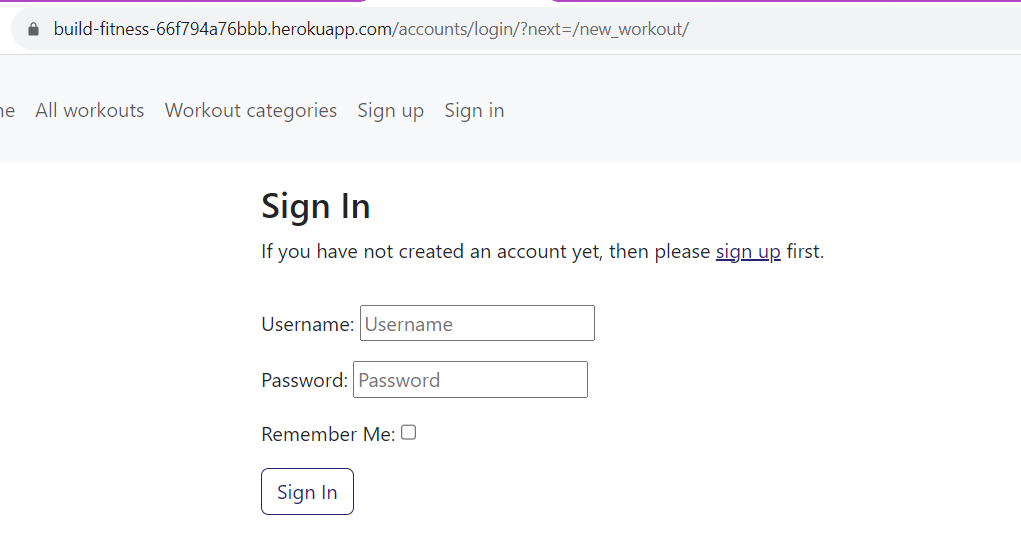 build-fitness-66f794a76bbb.herokuapp.com/accounts/login/?next=/new_workout/
All workouts Workout categories Sign up Sign in
Sign In
If you have not created an account yet, then please sign up first.
Username: Username
Password: Password
Remember Me:
Sign In